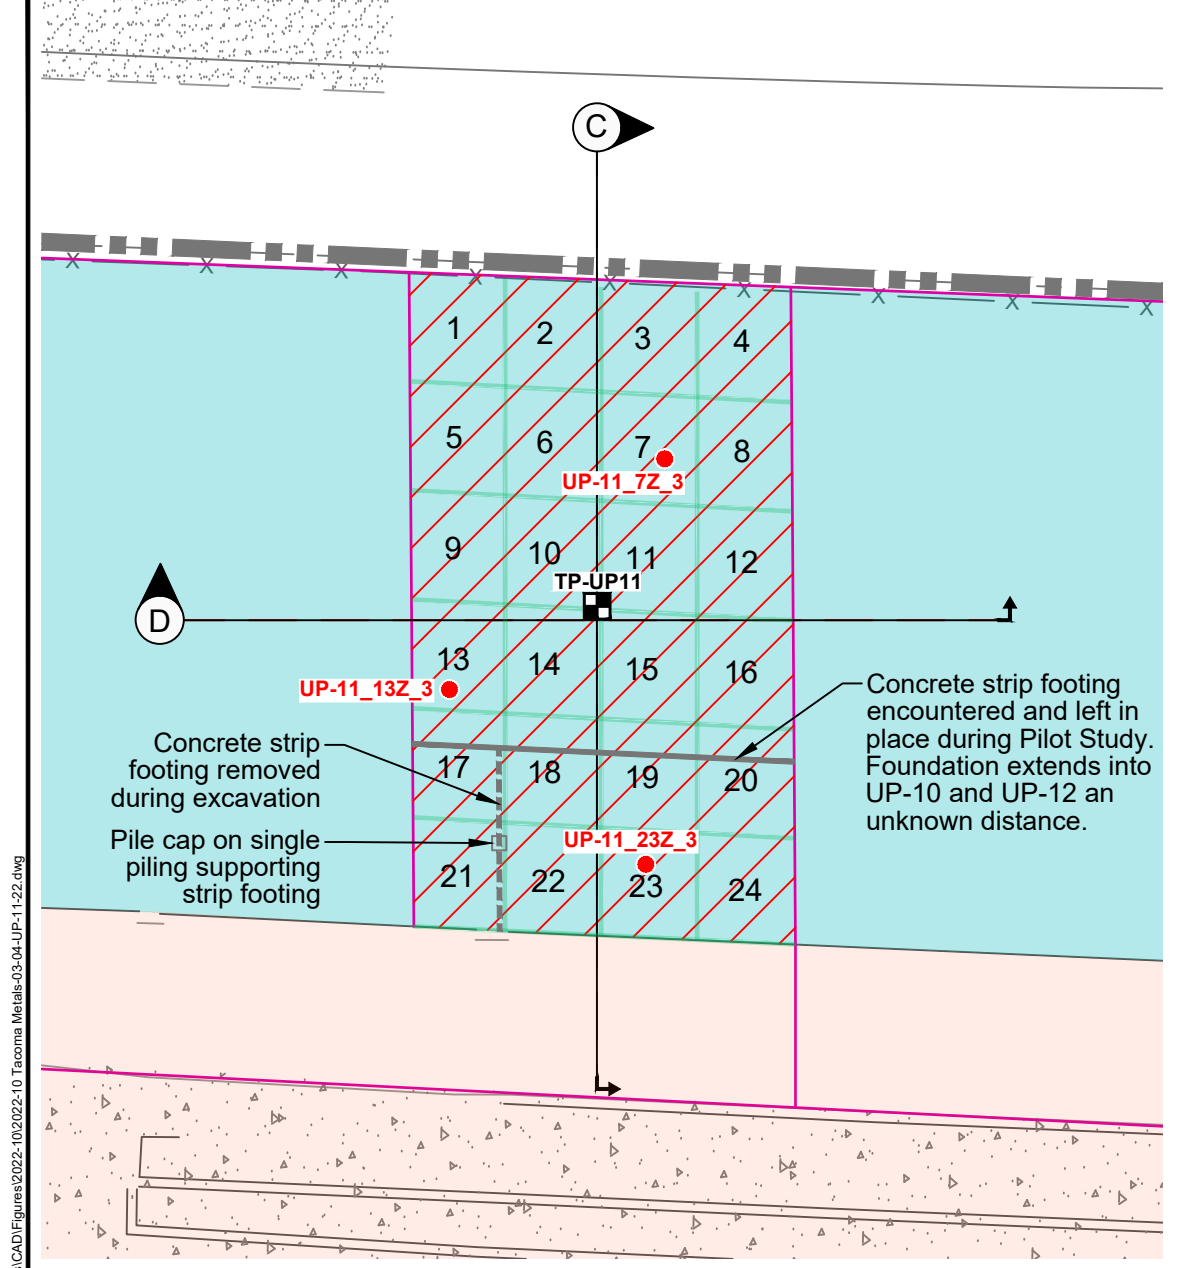 C
X X X X X X X X X
1 2 3 4
5 6 7 8
UP-11_7Z_3
9 10 11 12
TP-UP11
D
13 14 15 16
UP-11_13Z_3
Concrete strip footing
encountered and left in
place during Pilot Study.
Foundation extends into
UP-10 and UP-12 an
unknown distance.
Concrete strip
footing removed
during excavation
17 18 19 20
Pile cap on single
piling supporting
strip footing
UP-11_23Z_3
21 22 23 24
s\CAD\Figures\2022-10\2022-10 Tacoma Metals-03-04-UP-11-22.dwg